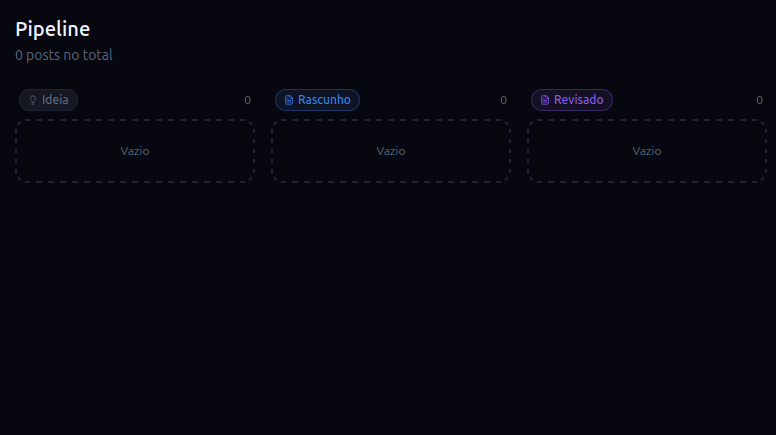 Pipeline
0 posts no total
Ideia 0
Rascunho 0
Revisado 0
Vazio
Vazio
Vazio